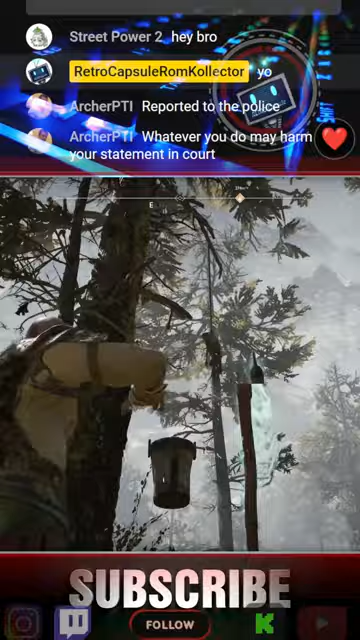 Street Power 2 hey bro
RetroCapsuleRomKollector yo
ArcherPTI Reported to the police
ArcherPTI Whatever you do may harm
your statement in court
E
SUBSCRIBE
FOLLOW